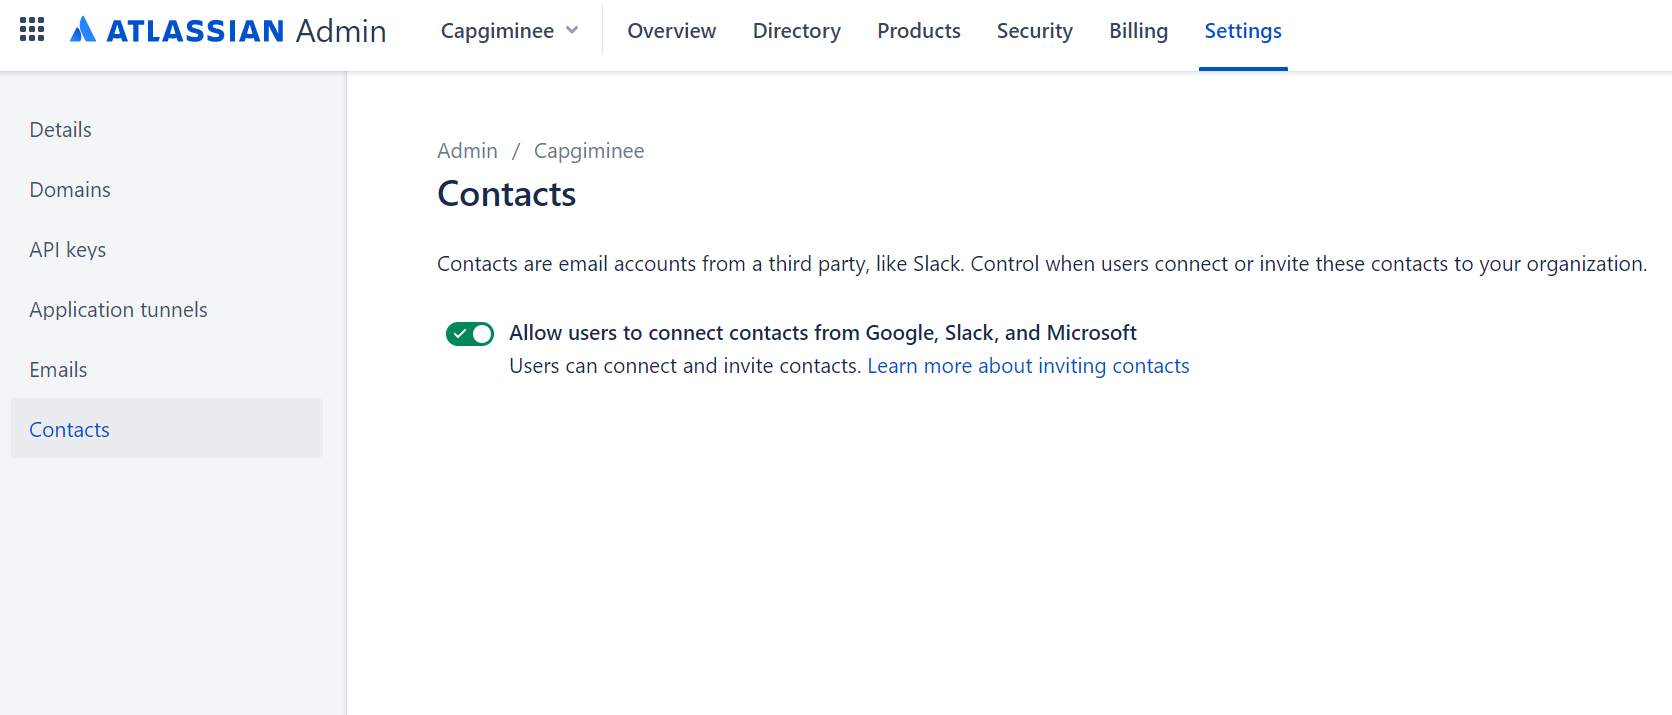 ATLASSIAN Admin Capgiminee Overview Directory Products Security Billing Settings
Details
Domains
API keys
Application tunnels
Emails
Contacts
Admin / Capgiminee
Contacts
Contacts are email accounts from a third party, like Slack. Control when users connect or invite these contacts to your organization.
Allow users to connect contacts from Google, Slack, and Microsoft
Users can connect and invite contacts. Learn more about inviting contacts